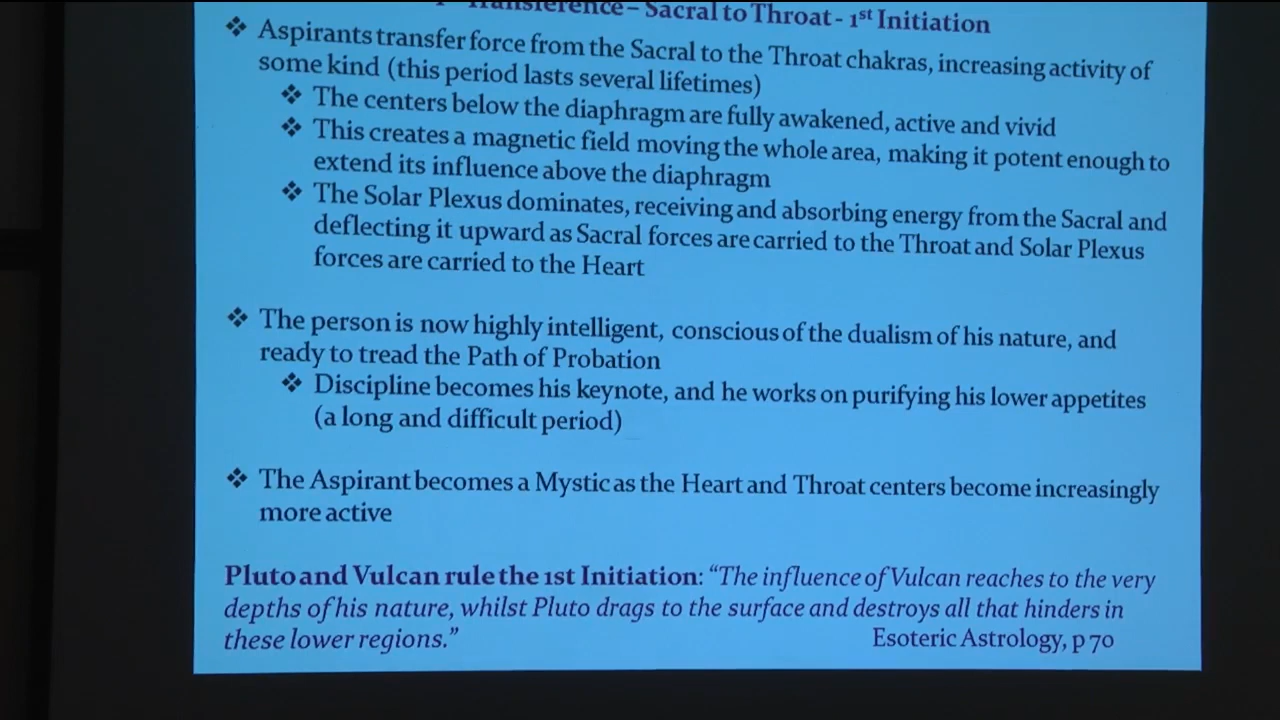 Transference – Sacral to Throat - 1st Initiation
❖ Aspirants transfer force from the Sacral to the Throat chakras, increasing activity of
some kind (this period lasts several lifetimes)
❖ The centers below the diaphragm are fully awakened, active and vivid
❖ This creates a magnetic field moving the whole area, making it potent enough to
extend its influence above the diaphragm
❖ The Solar Plexus dominates, receiving and absorbing energy from the Sacral and
deflecting it upward as Sacral forces are carried to the Throat and Solar Plexus
forces are carried to the Heart
❖ The person is now highly intelligent, conscious of the dualism of his nature, and
ready to tread the Path of Probation
❖ Discipline becomes his keynote, and he works on purifying his lower appetites
(a long and difficult period)
❖ The Aspirant becomes a Mystic as the Heart and Throat centers become increasingly
more active
Pluto and Vulcan rule the 1st Initiation: “The influence of Vulcan reaches to the very
depths of his nature, whilst Pluto drags to the surface and destroys all that hinders in
these lower regions.”
Esoteric Astrology, p 70